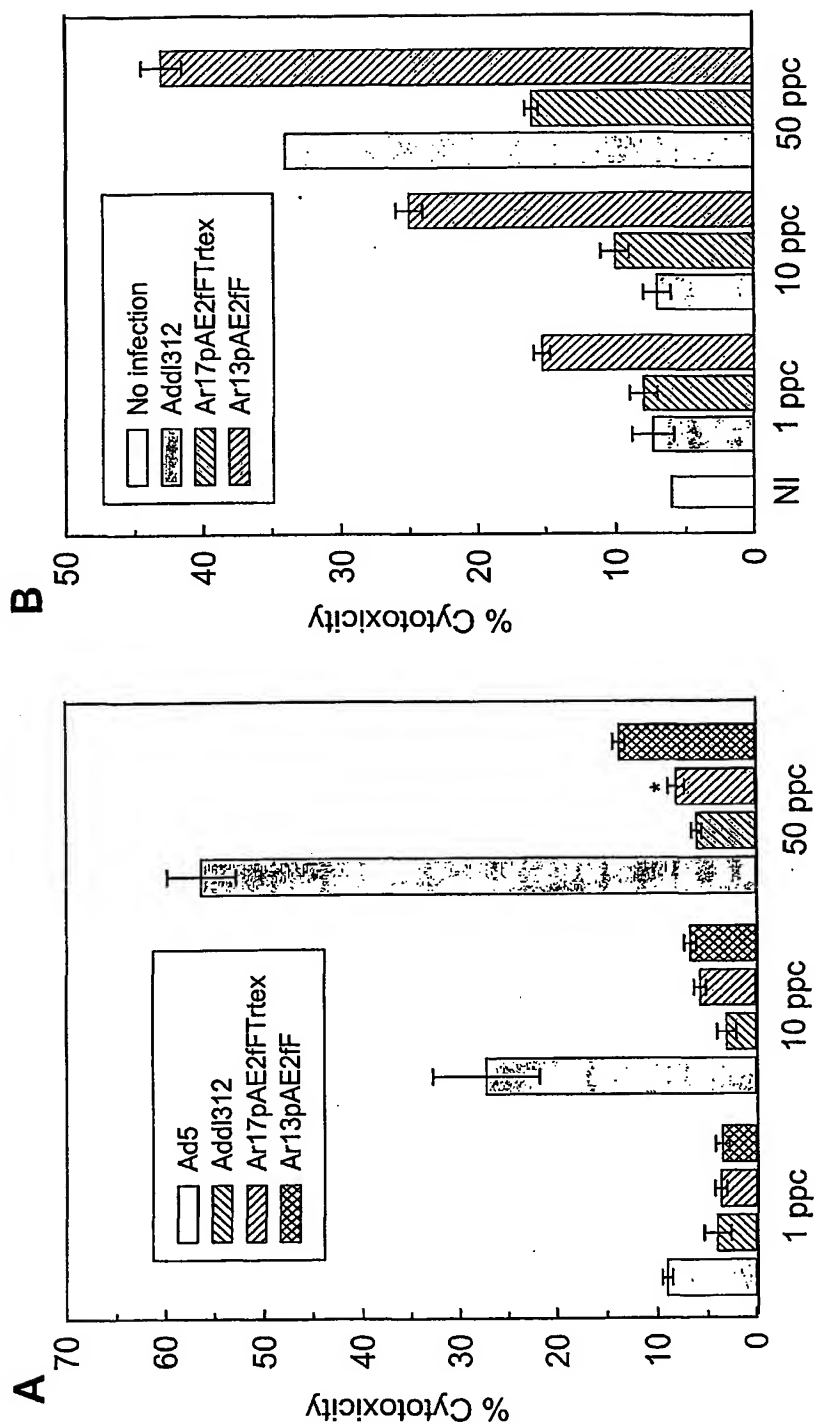 A
% Cytotoxicity
70
60
50
40
30
20
10
0
Ad5
Addl312
Ar17pAE2fFTrtex
Ar13pAE2fF
*
1 ppc
10 ppc
50 ppc
B
% Cytotoxicity
50
40
30
20
10
0
No infection
Addl312
Ar17pAE2fFTrtex
Ar13pAE2fF
NI
1 ppc
10 ppc
50 ppc